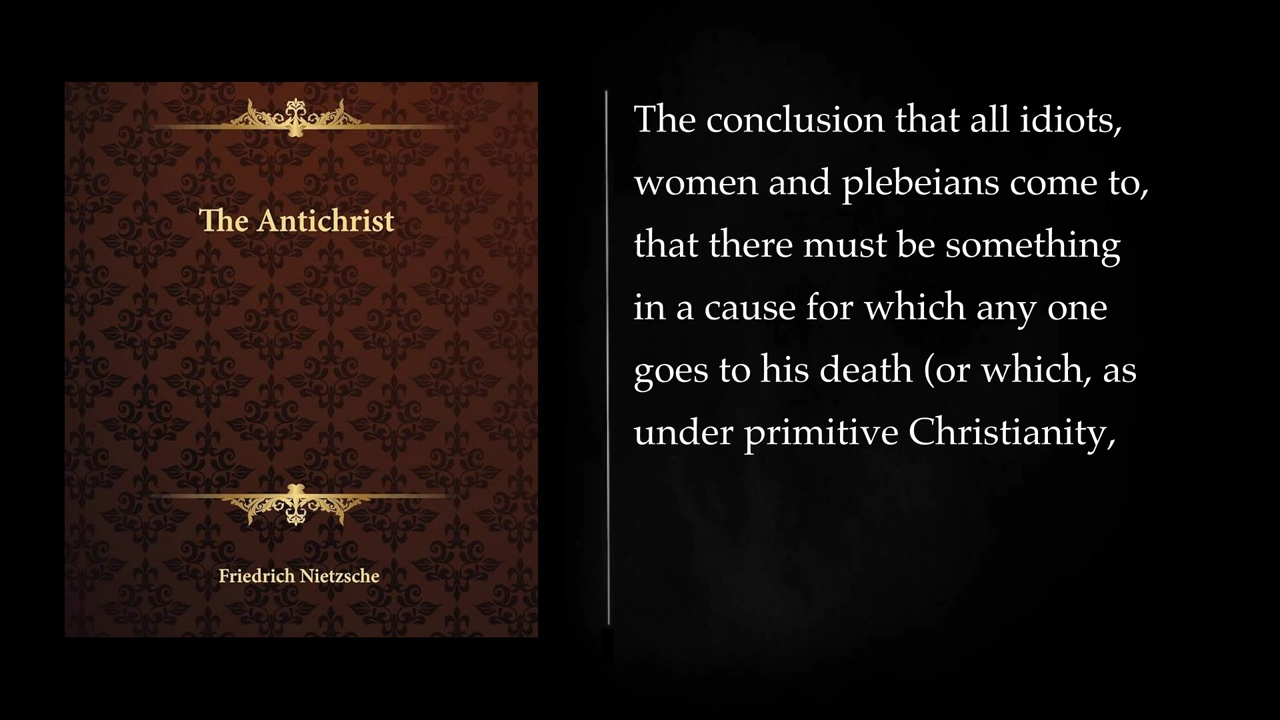 The Antichrist
Friedrich Nietzsche
The conclusion that all idiots,
women and plebeians come to,
that there must be something
in a cause for which any one
goes to his death (or which, as
under primitive Christianity,